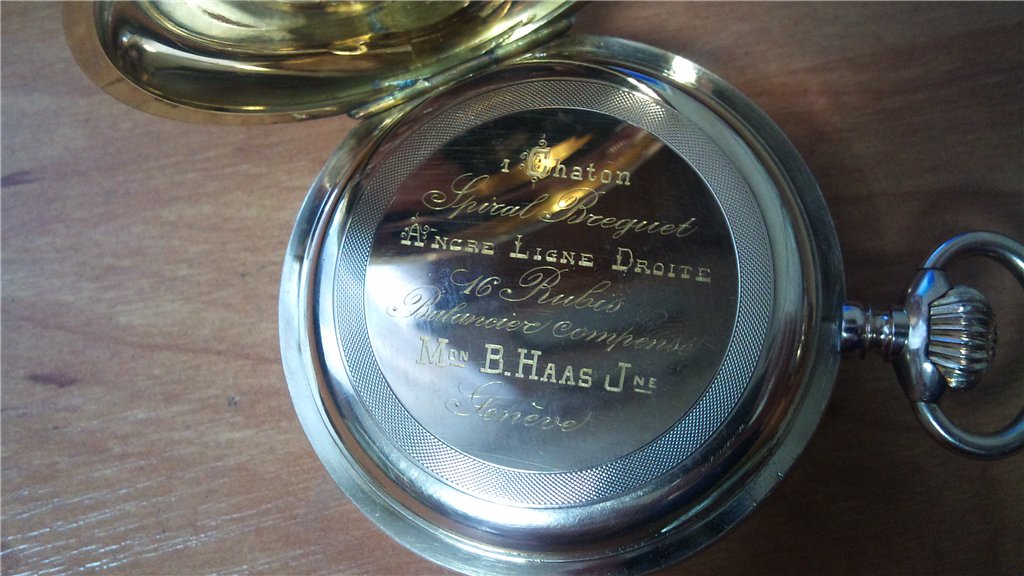 1 Chaton
Spiral Breguet
ANCRE LIGNE DROITE
16 Rubis
Balancier compensé
MON B. HAAS JNE
Genève